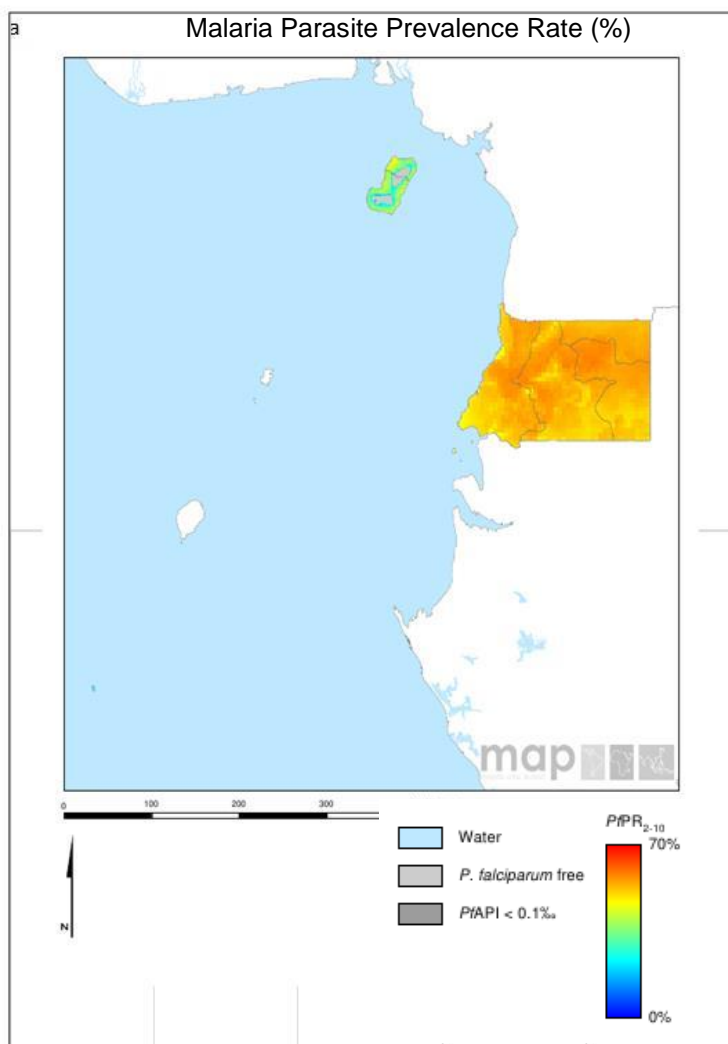 a
Malaria Parasite Prevalence Rate (%)
map
0 100 200 300
N
Water
P. falciparum free
PfAPI < 0.1‰
PfPR2-10
70%
0%